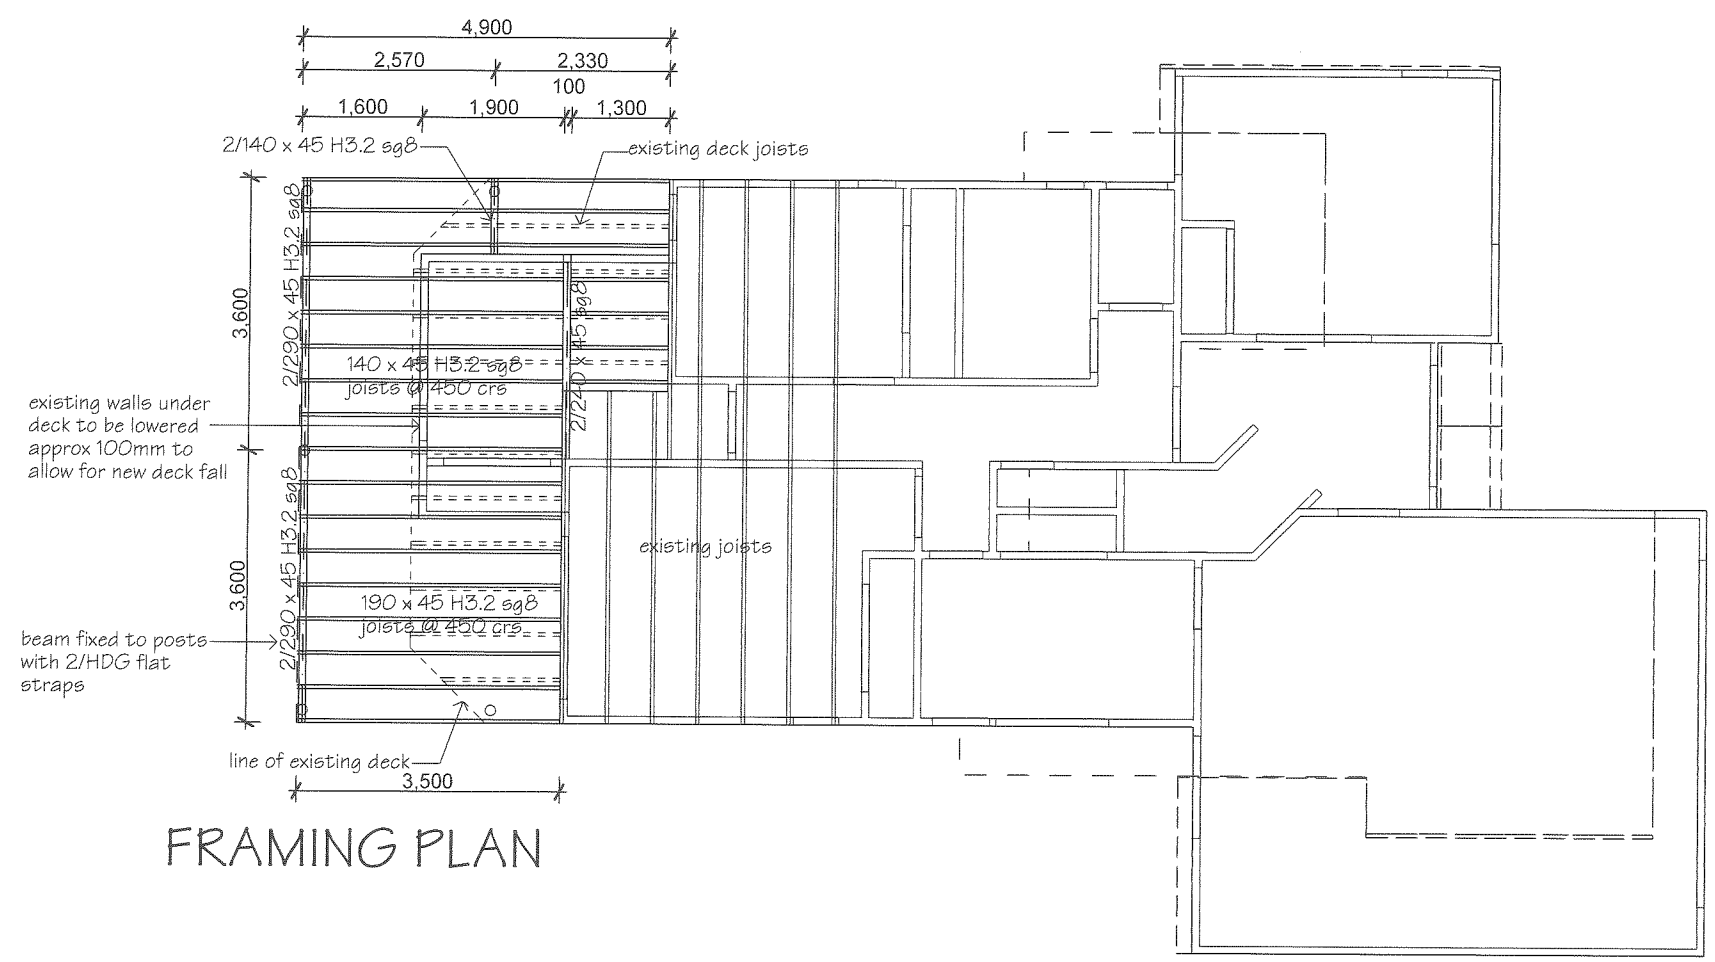 4,900
2,570
2,330
100
1,600
1,900
1,300
2/140 x 45 H3.2 sg8
existing deck joists
2/290 x 45 H3.2 sg8
3,600
140 x 45 H3.2 sg8
joists @ 450 crs
2/240 x 45 sg8
existing walls under
deck to be lowered
approx 100mm to
allow for new deck fall
2/290 x 45 H3.2 sg8
3,600
existing joists
190 x 45 H3.2 sg8
joists @ 450 crs
beam fixed to posts
with 2/HDG flat
straps
line of existing deck
3,500
FRAMING PLAN